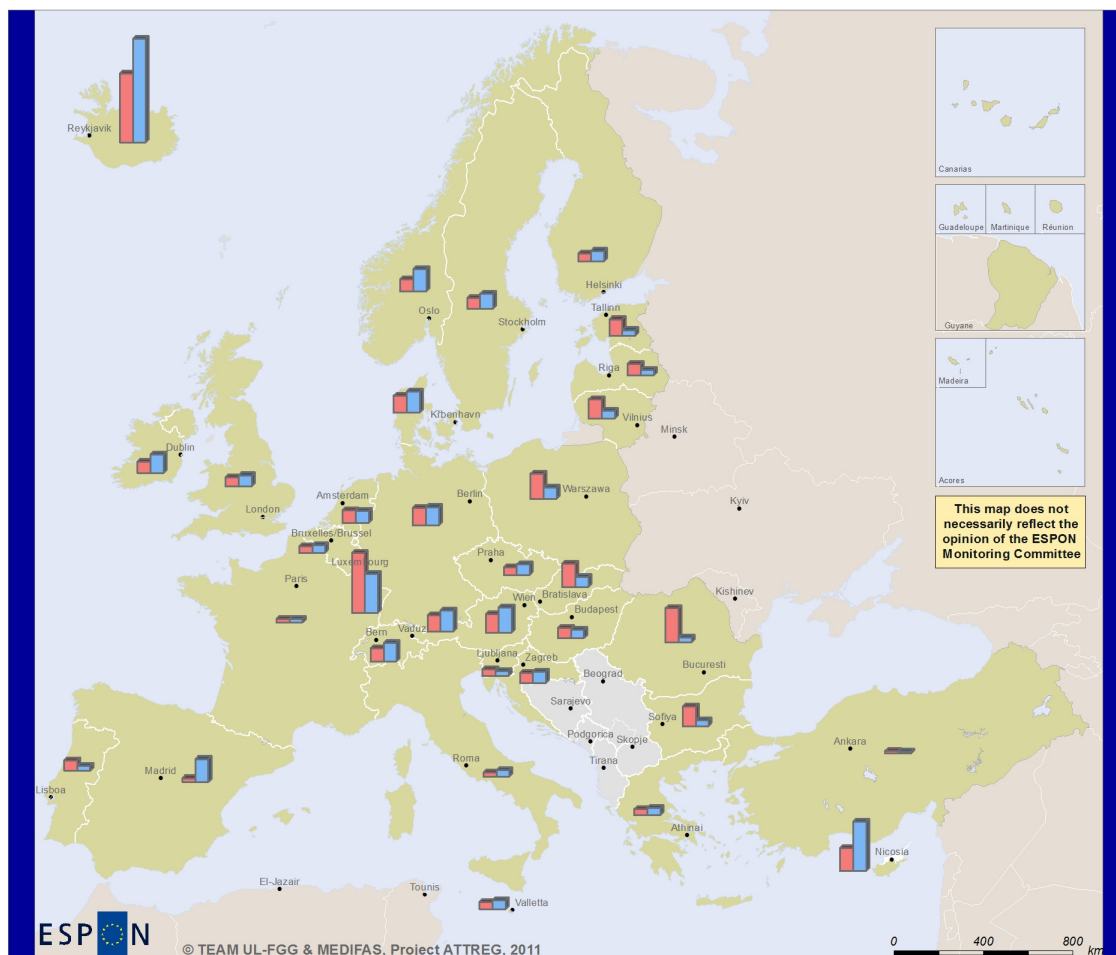 Reykjavik
Canarias
Guadeloupe
Martinique
Réunion
Guyane
Madeira
Acores
This map does not
necessarily reflect the
opinion of the ESPON
Monitoring Committee
Helsinki
Oslo
Tallinn
Stockholm
Riga
Křbenhavn
Vilnius
Minsk
Dublin
Amsterdam
Berlin
Warszawa
London
Kyiv
Bruxelles/Brussel
Luxembourg
Praha
Paris
Kishinev
Wien
Bratislava
Budapest
Bern
Vaduz
Ljubljana
Zagreb
Bucuresti
Beograd
Sarajevo
Sofiya
Podgorica
Skopje
Ankara
Roma
Tirana
Madrid
Lisboa
Athinai
Nicosia
El-Jazair
Tounis
Valletta
ESPON
© TEAM UL-FGG & MEDIFAS, Project ATTREG, 2011
0 400 800
km